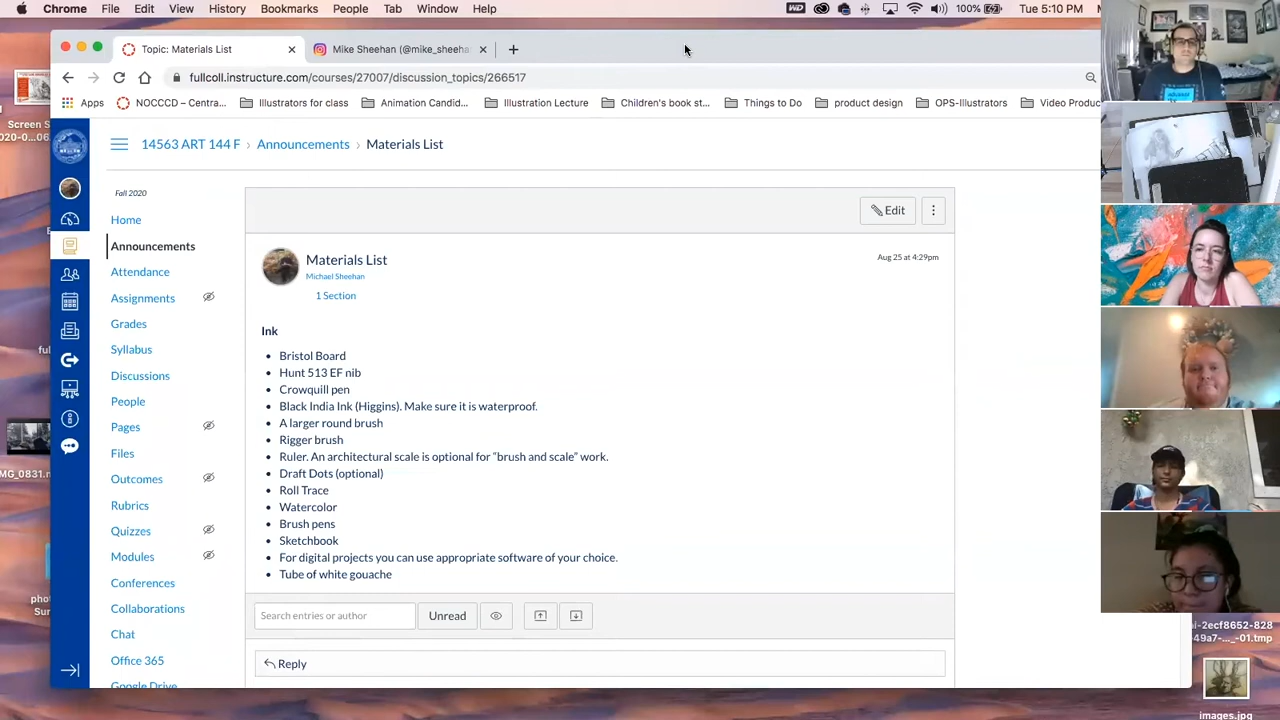 Chrome File Edit View History Bookmarks People Tab Window Help 100% Tue 5:10 PM
Topic: Materials List
Mike Sheehan (@mike_sheeha
fullcoll.instructure.com/courses/27007/discussion_topics/266517
Apps NOCCCD – Centra... Illustrators for class Animation Candid... Illustration Lecture Children's book st... Things to Do product design OPS-Illustrators Video Produc
Screen S
14563 ART 144 F › Announcements › Materials List
Fall 2020
Home
Announcements
Attendance
Assignments
Grades
Syllabus
Discussions
People
Pages
Files
Outcomes
Rubrics
Quizzes
Modules
Conferences
Collaborations
Chat
Office 365
Google Drive
Edit
Materials List
Aug 25 at 4:29pm
Michael Sheehan
1 Section
Ink
Bristol Board
Hunt 513 EF nib
Crowquill pen
Black India Ink (Higgins). Make sure it is waterproof.
A larger round brush
Rigger brush
Ruler. An architectural scale is optional for “brush and scale” work.
Draft Dots (optional)
Roll Trace
Watercolor
Brush pens
Sketchbook
For digital projects you can use appropriate software of your choice.
Tube of white gouache
Search entries or author
Unread
Reply
images.jpg